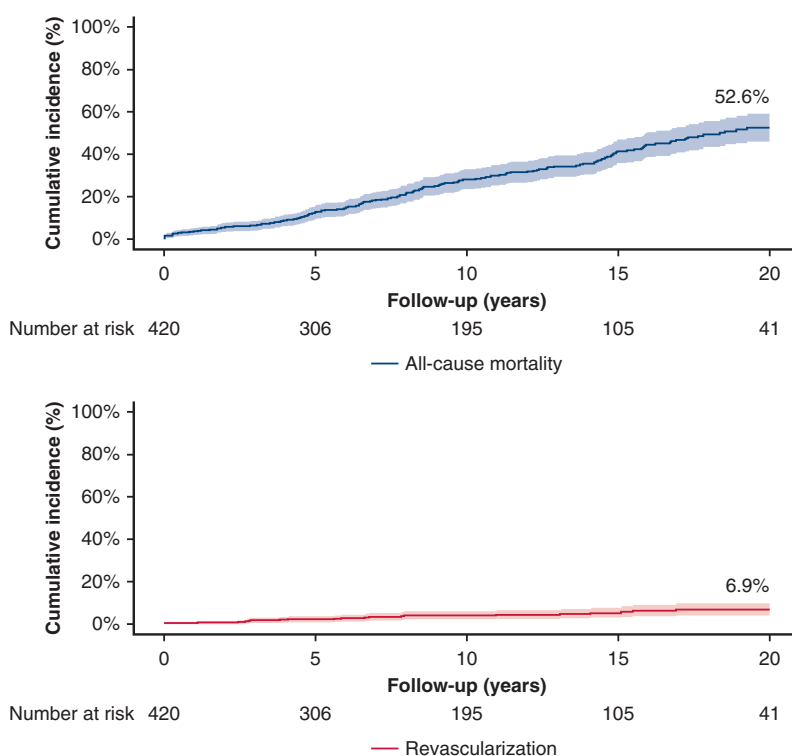 Cumulative incidence (%)
100%
80%
60%
40%
20%
0%
52.6%
0 5 10 15 20
Follow-up (years)
Number at risk 420 306 195 105 41
All-cause mortality
Cumulative incidence (%)
100%
80%
60%
40%
20%
0%
6.9%
0 5 10 15 20
Follow-up (years)
Number at risk 420 306 195 105 41
Revascularization